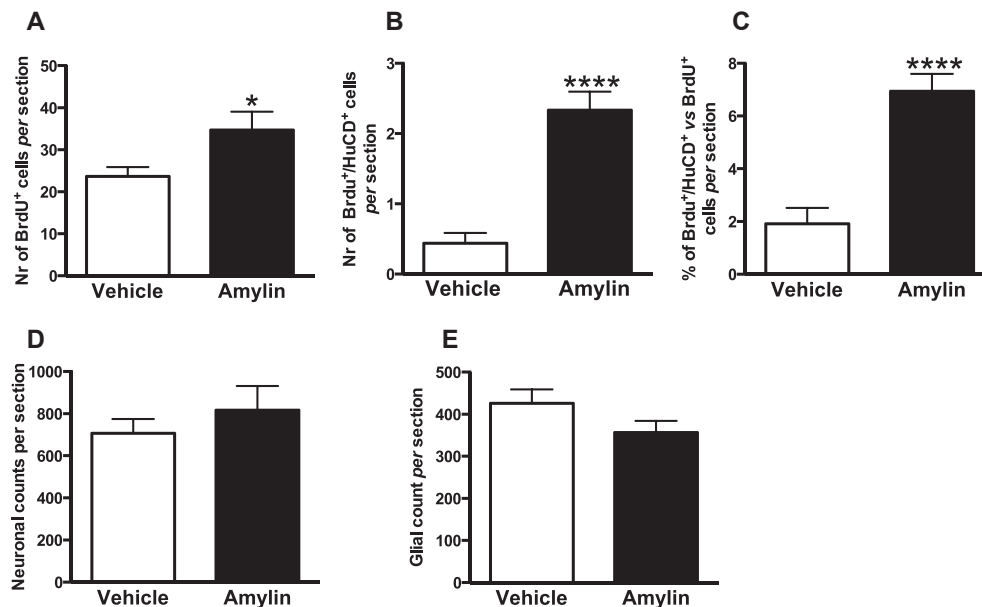 A
Nr of BrdU+ cells per section
50
40
30
20
10
0
*
Vehicle
Amylin
B
Nr of Brdu+/HuCD+ cells
per section
3
2
1
0
****
Vehicle
Amylin
C
% of Brdu+/HuCD+ vs BrdU+
cells per section
8
6
4
2
0
****
Vehicle
Amylin
D
Neuronal counts per section
1000
800
600
400
200
0
Vehicle
Amylin
E
Glial count per section
500
400
300
200
100
0
Vehicle
Amylin